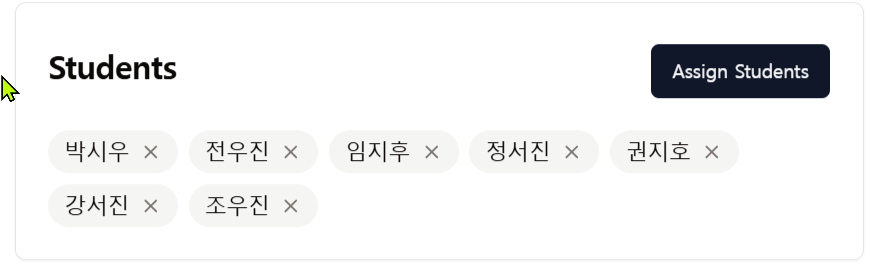 Students
Assign Students
박시우 × 전우진 × 임지후 × 정서진 × 권지호 ×
강서진 × 조우진 ×